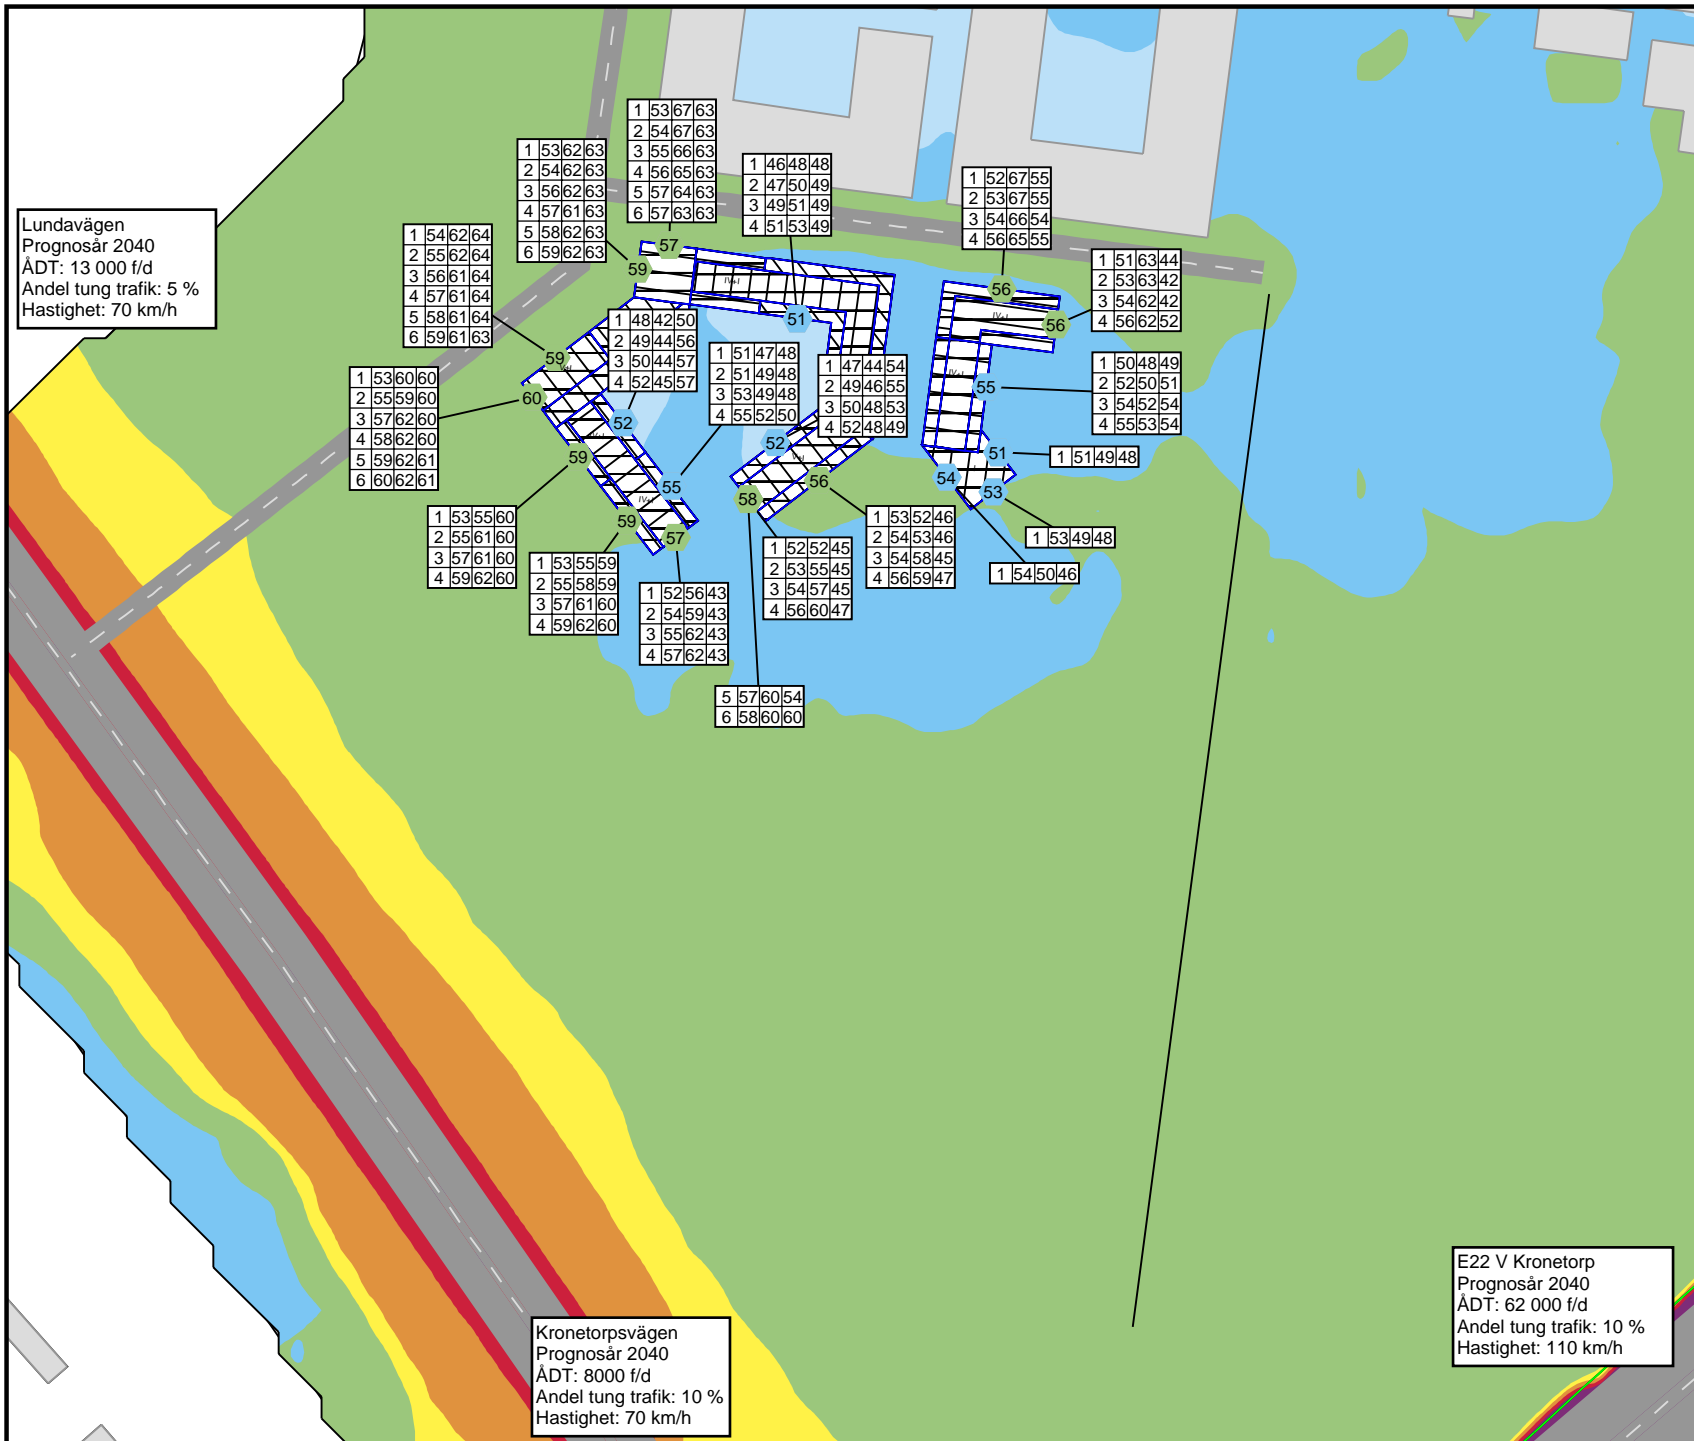 1 53 67 63
2 54 67 63
3 55 66 63
4 56 65 63
5 57 64 63
6 57 63 63
1 53 62 63
2 54 62 63
3 56 62 63
4 57 61 63
5 58 62 63
6 59 62 63
1 46 48 48
2 47 50 49
3 49 51 49
4 51 53 49
1 52 67 55
2 53 67 55
3 54 66 54
4 56 65 55
Lundavägen
Prognosår 2040
ÅDT: 13 000 f/d
Andel tung trafik: 5 %
Hastighet: 70 km/h
1 54 62 64
2 55 62 64
3 56 61 64
4 57 61 64
5 58 61 64
6 59 61 63
57
59
IV+I
51
56
IV+I
56
1 51 63 44
2 53 63 42
3 54 62 42
4 56 62 52
1 48 42 50
2 49 44 56
3 50 44 57
4 52 45 57
1 51 47 48
2 51 49 48
3 53 49 48
4 55 52 50
1 47 44 54
2 49 46 55
3 50 48 53
4 52 48 49
1 50 48 49
2 52 50 51
3 54 52 54
4 55 53 54
59
60
IV+I
55
1 53 60 60
2 55 59 60
3 57 62 60
4 58 62 60
5 59 62 61
6 60 62 61
52
52
59
55
IV+I
59
57
58
56
51
54
53
1 51 49 48
1 53 55 60
2 55 61 60
3 57 61 60
4 59 62 60
1 53 55 59
2 55 58 59
3 57 61 60
4 59 62 60
1 52 56 43
2 54 59 43
3 55 62 43
4 57 62 43
1 52 52 45
2 53 55 45
3 54 57 45
4 56 60 47
1 53 52 46
2 54 53 46
3 54 58 45
4 56 59 47
1 53 49 48
1 54 50 46
5 57 60 54
6 58 60 60
E22 V Kronetorp
Prognosår 2040
ÅDT: 62 000 f/d
Andel tung trafik: 10 %
Hastighet: 110 km/h
Kronetorpsvägen
Prognosår 2040
ÅDT: 8000 f/d
Andel tung trafik: 10 %
Hastighet: 70 km/h